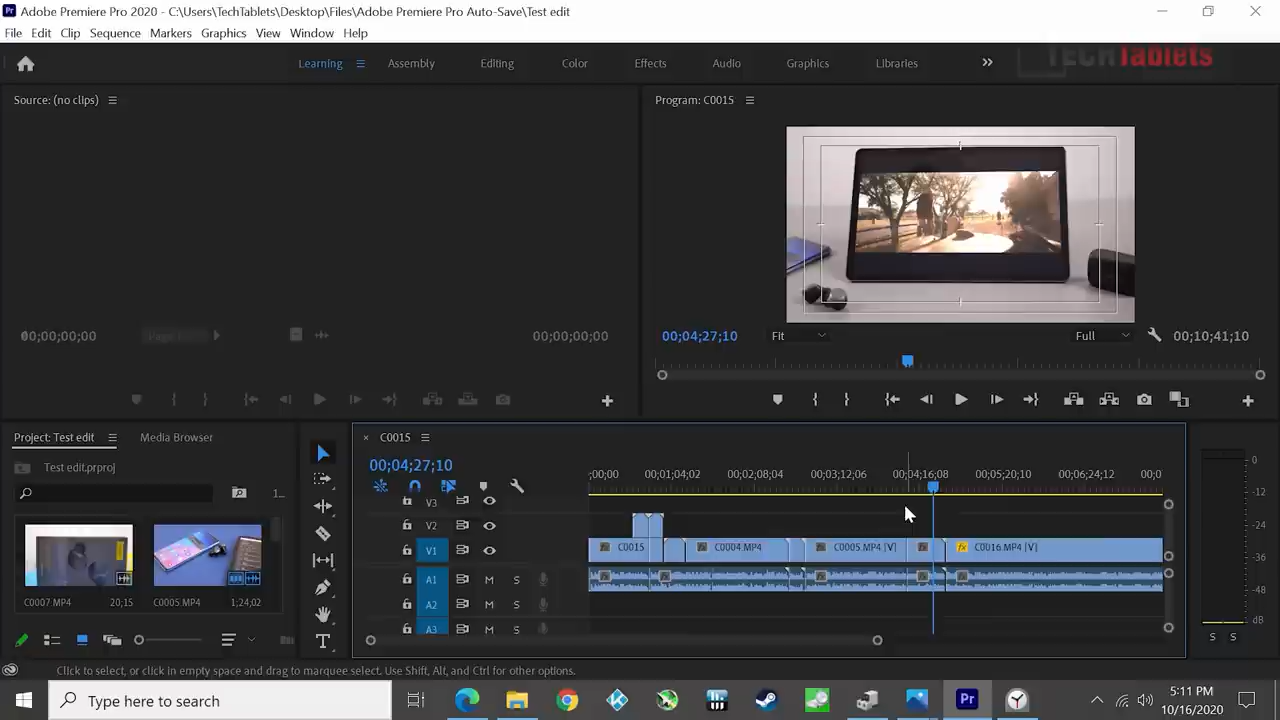 Adobe Premiere Pro 2020 - C:\Users\TechTablets\Desktop\Files\Adobe Premiere Pro Auto-Save\Test edit
File Edit Clip Sequence Markers Graphics View Window Help
Learning Assembly Editing Color Effects Audio Graphics Libraries
TECHTablets
Source: (no clips)
Program: C0015
00;00;00;00
00;00;00;00
00;04;27;10 Fit Full 00;10;41;10
Project: Test edit Media Browser
Test edit.prproj
1...
C0007.MP4 20;15 C0005.MP4 1;24;02
C0015
00;04;27;10
;00;00 00;01;04;02 00;02;08;04 00;03;12;06 00;04;16;08 00;05;20;10 00;06;24;12 00;0
V3
V2
V1 C0015 C0004.MP4 C0005.MP4 [V] C0016.MP4 [V]
A1 M S
A2 M S
A3 M S
0
-12
-24
-36
-48
dB
S S
Click to select, or click in empty space and drag to marquee select. Use Shift, Alt, and Ctrl for other options.
Type here to search
Pr
5:11 PM
10/16/2020